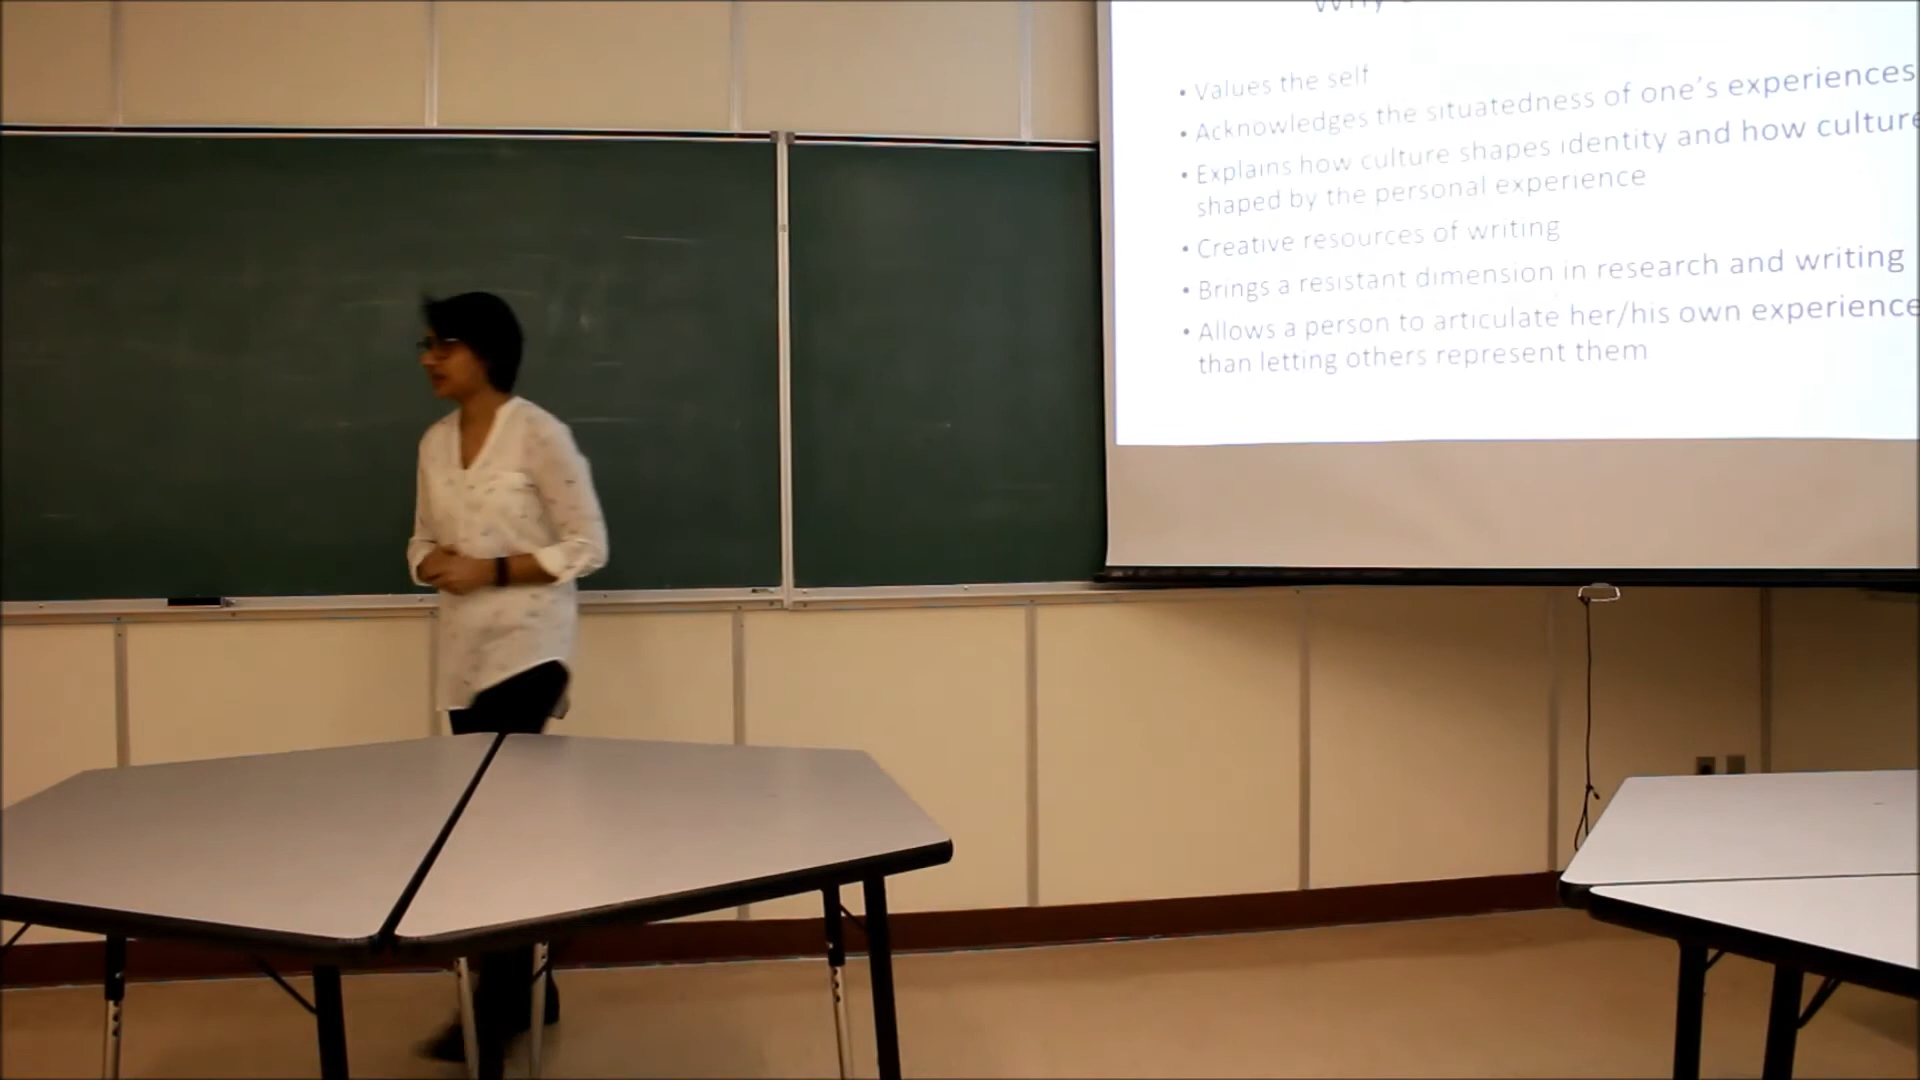 Why
• Values the self
• Acknowledges the situatedness of one's experiences
• Explains how culture shapes identity and how culture
shaped by the personal experience
• Creative resources of writing
• Brings a resistant dimension in research and writing
• Allows a person to articulate her/his own experience
than letting others represent them